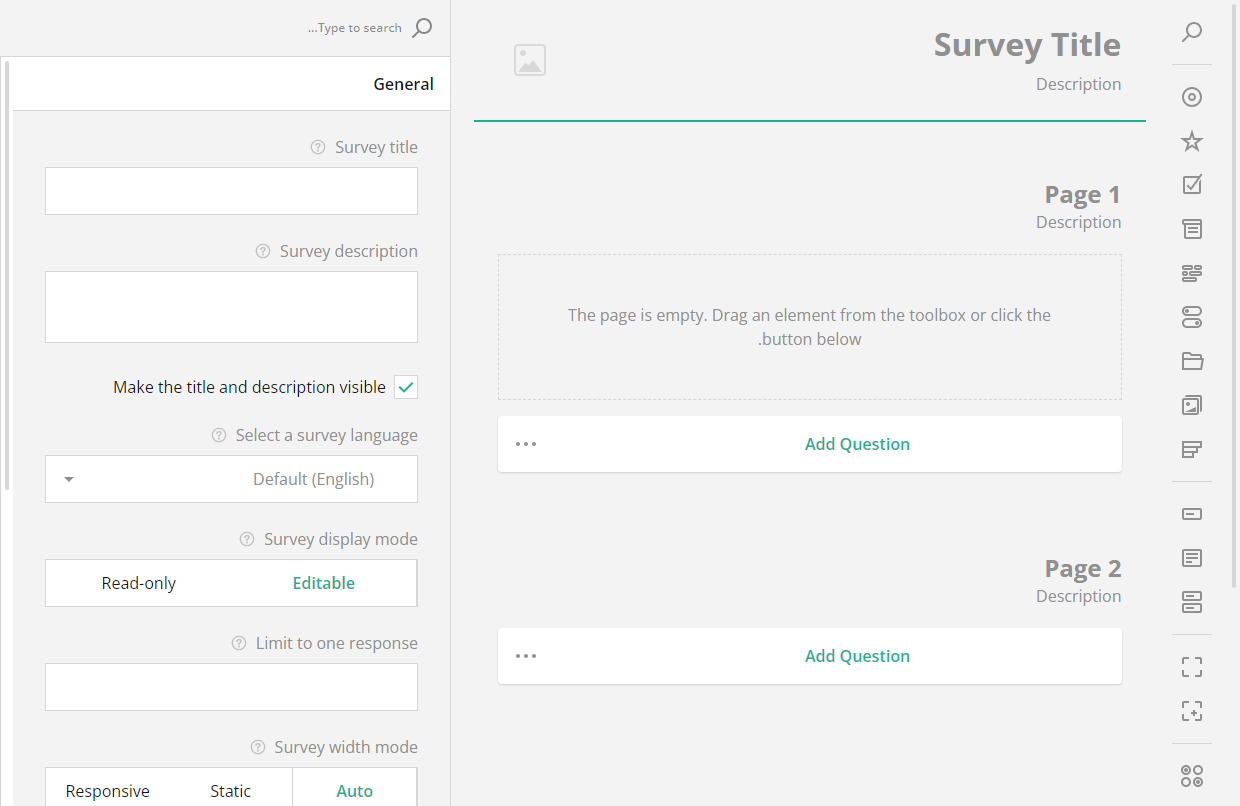 ...Type to search
General
Survey title
Survey description
Make the title and description visible
Select a survey language
Default (English)
Survey display mode
Read-only
Editable
Limit to one response
Survey width mode
Responsive
Static
Auto
Survey Title
Description
Page 1
Description
The page is empty. Drag an element from the toolbox or click the
.button below
Add Question
Page 2
Description
Add Question